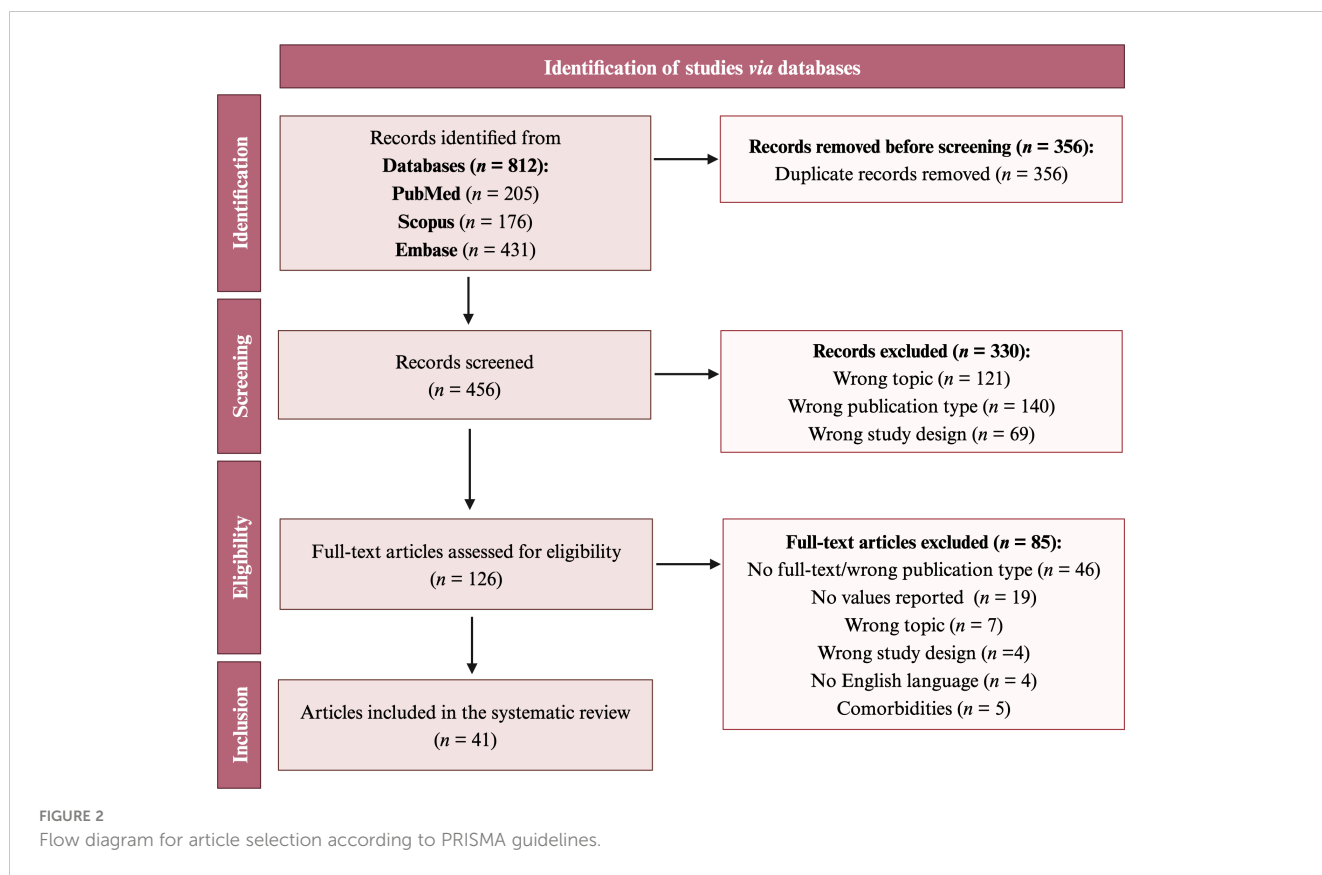 Identification of studies via databases
Identification
Records identified from
Databases (n = 812):
PubMed (n = 205)
Scopus (n = 176)
Embase (n = 431)
Records removed before screening (n = 356):
Duplicate records removed (n = 356)
Screening
Records screened
(n = 456)
Records excluded (n = 330):
Wrong topic (n = 121)
Wrong publication type (n = 140)
Wrong study design (n = 69)
Eligibility
Full-text articles assessed for eligibility
(n = 126)
Full-text articles excluded (n = 85):
No full-text/wrong publication type (n = 46)
No values reported (n = 19)
Wrong topic (n = 7)
Wrong study design (n =4)
No English language (n = 4)
Comorbidities (n = 5)
Inclusion
Articles included in the systematic review
(n = 41)
FIGURE 2
Flow diagram for article selection according to PRISMA guidelines.